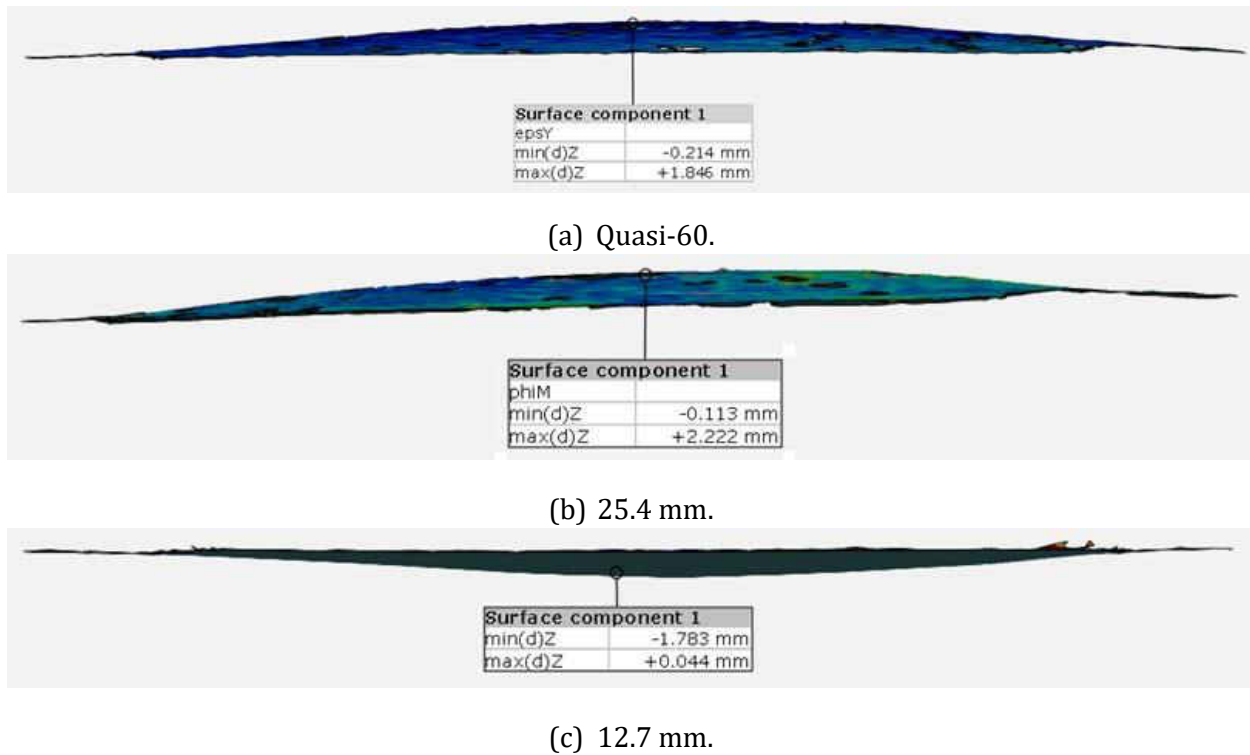 Surface component 1
epsY
min(d)Z -0.214 mm
max(d)Z +1.846 mm
(a) Quasi-60.
Surface component 1
phiM
min(d)Z -0.113 mm
max(d)Z +2.222 mm
(b) 25.4 mm.
Surface component 1
min(d)Z -1.783 mm
max(d)Z +0.044 mm
(c) 12.7 mm.